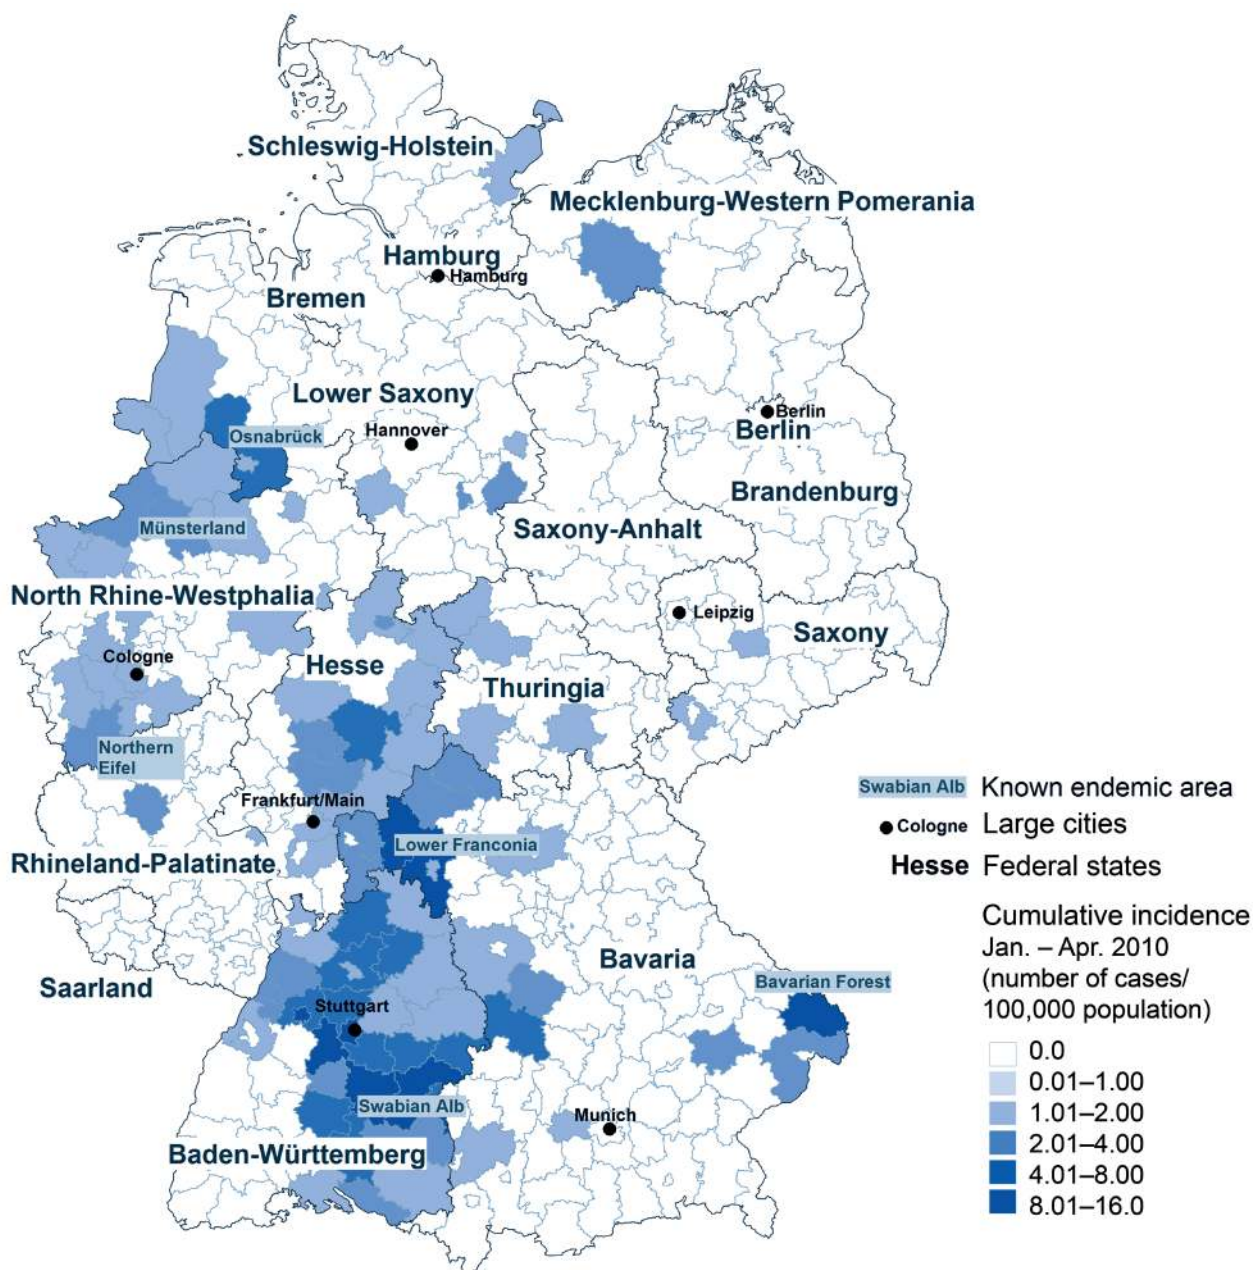 Schleswig-Holstein
Mecklenburg-Western Pomerania
Hamburg
Hamburg
Bremen
Lower Saxony
Hannover
Berlin
Berlin
Osnabrück
Brandenburg
Münsterland
Saxony-Anhalt
North Rhine-Westphalia
Leipzig
Saxony
Cologne
Hesse
Thuringia
Northern
Eifel
Frankfurt/Main
Lower Franconia
Rhineland-Palatinate
Bavaria
Saarland
Stuttgart
Bavarian Forest
Swabian Alb
Munich
Baden-Württemberg
Swabian Alb Known endemic area
Cologne Large cities
Hesse Federal states
Cumulative incidence
Jan. – Apr. 2010
(number of cases/
100,000 population)
0.0
0.01–1.00
1.01–2.00
2.01–4.00
4.01–8.00
8.01–16.0